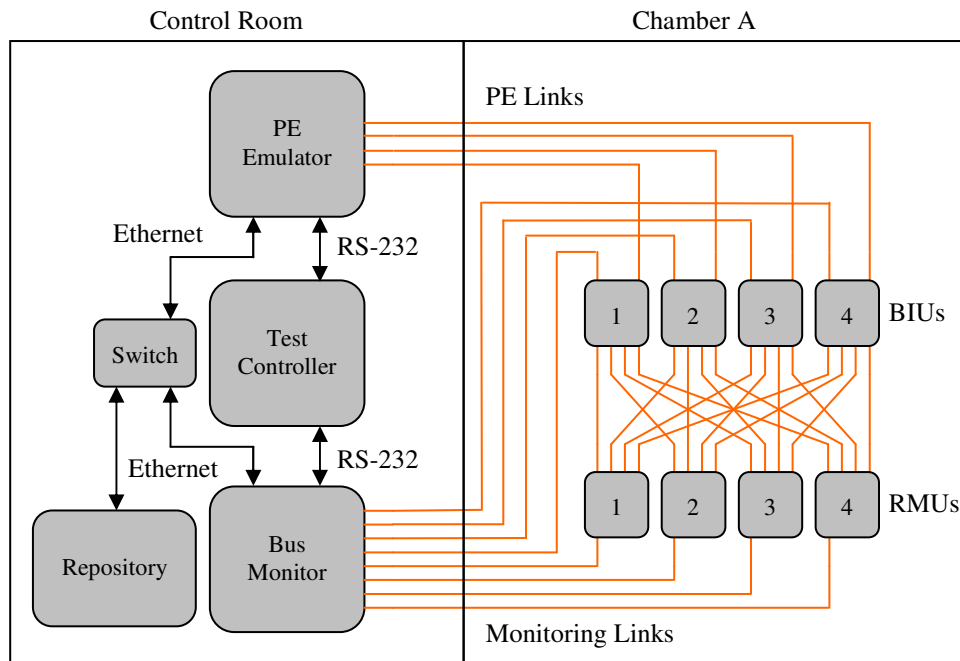 Control Room
Chamber A
PE Links
PE
Emulator
Ethernet
RS-232
1
2
3
4
BIUs
Switch
Test
Controller
Ethernet
RS-232
1
2
3
4
RMUs
Repository
Bus
Monitor
Monitoring Links